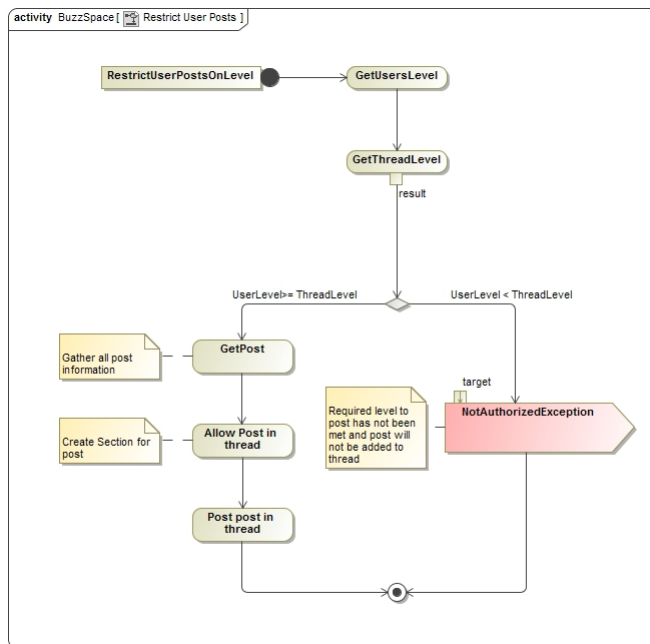 activity BuzzSpace [ Restrict User Posts ]
RestrictUserPostsOnLevel
GetUsersLevel
GetThreadLevel
result
UserLevel>= ThreadLevel
UserLevel < ThreadLevel
GetPost
Gather all post
information
target
NotAuthorizedException
Required level to
post has not been
met and post will
not be added to
thread
Allow Post in
thread
Create Section for
post
Post post in
thread